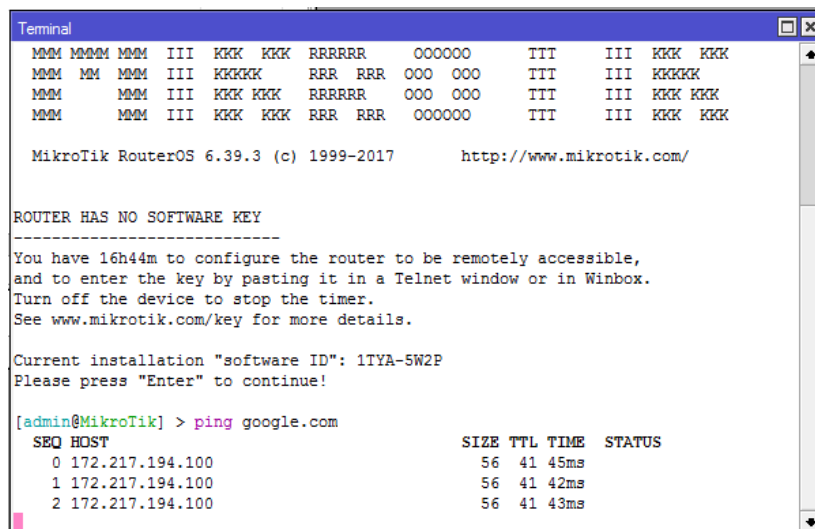 Terminal
MMM MMMM MMM III KKK KKK RRRRRR OOOOOO TTT III KKK KKK
MMM MM MMM III KKKKK RRR RRR OOO OOO TTT III KKKKK
MMM MMM III KKK KKK RRRRRR OOO OOO TTT III KKK KKK
MMM MMM III KKK KKK RRR RRR OOOOOO TTT III KKK KKK
MikroTik RouterOS 6.39.3 (c) 1999-2017 http://www.mikrotik.com/
ROUTER HAS NO SOFTWARE KEY
----------------------------
You have 16h44m to configure the router to be remotely accessible,
and to enter the key by pasting it in a Telnet window or in Winbox.
Turn off the device to stop the timer.
See www.mikrotik.com/key for more details.
Current installation "software ID": 1TYA-5W2P
Please press "Enter" to continue!
[admin@MikroTik] > ping google.com
SEQ HOST SIZE TTL TIME STATUS
0 172.217.194.100 56 41 45ms
1 172.217.194.100 56 41 42ms
2 172.217.194.100 56 41 43ms